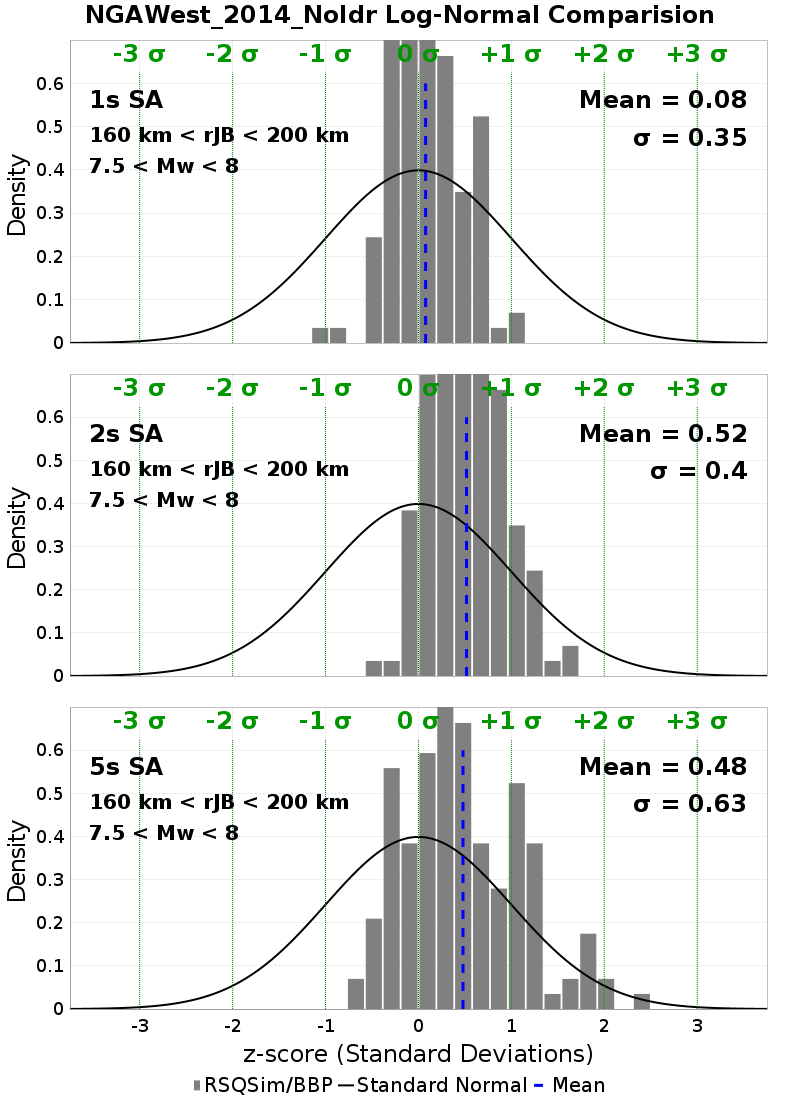 NGAWest_2014_NoIdr Log-Normal Comparision
-3 σ -2 σ -1 σ 0 σ +1 σ +2 σ +3 σ
1s SA
Mean = 0.08
160 km < rJB < 200 km
σ = 0.35
7.5 < Mw < 8
Density
0.6
0.5
0.4
0.3
0.2
0.1
0
-3 σ -2 σ -1 σ 0 σ +1 σ +2 σ +3 σ
2s SA
Mean = 0.52
160 km < rJB < 200 km
σ = 0.4
7.5 < Mw < 8
Density
0.6
0.5
0.4
0.3
0.2
0.1
0
-3 σ -2 σ -1 σ 0 σ +1 σ +2 σ +3 σ
5s SA
Mean = 0.48
160 km < rJB < 200 km
σ = 0.63
7.5 < Mw < 8
Density
0.6
0.5
0.4
0.3
0.2
0.1
0
-3 -2 -1 0 1 2 3
z-score (Standard Deviations)
RSQSim/BBP Standard Normal Mean